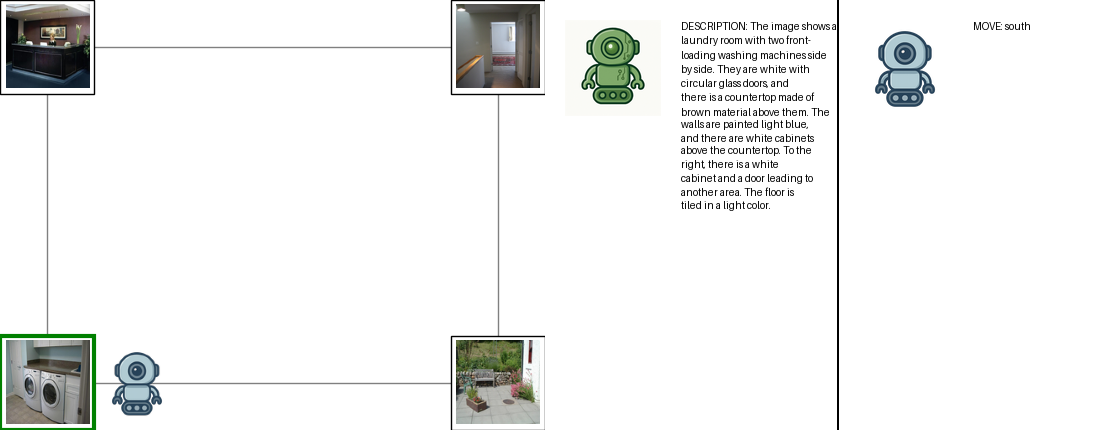 DESCRIPTION: The image shows a
laundry room with two front-
loading washing machines side
by side. They are white with
circular glass doors, and
there is a countertop made of
brown material above them. The
walls are painted light blue,
and there are white cabinets
above the countertop. To the
right, there is a white
cabinet and a door leading to
another area. The floor is
tiled in a light color.
MOVE: south